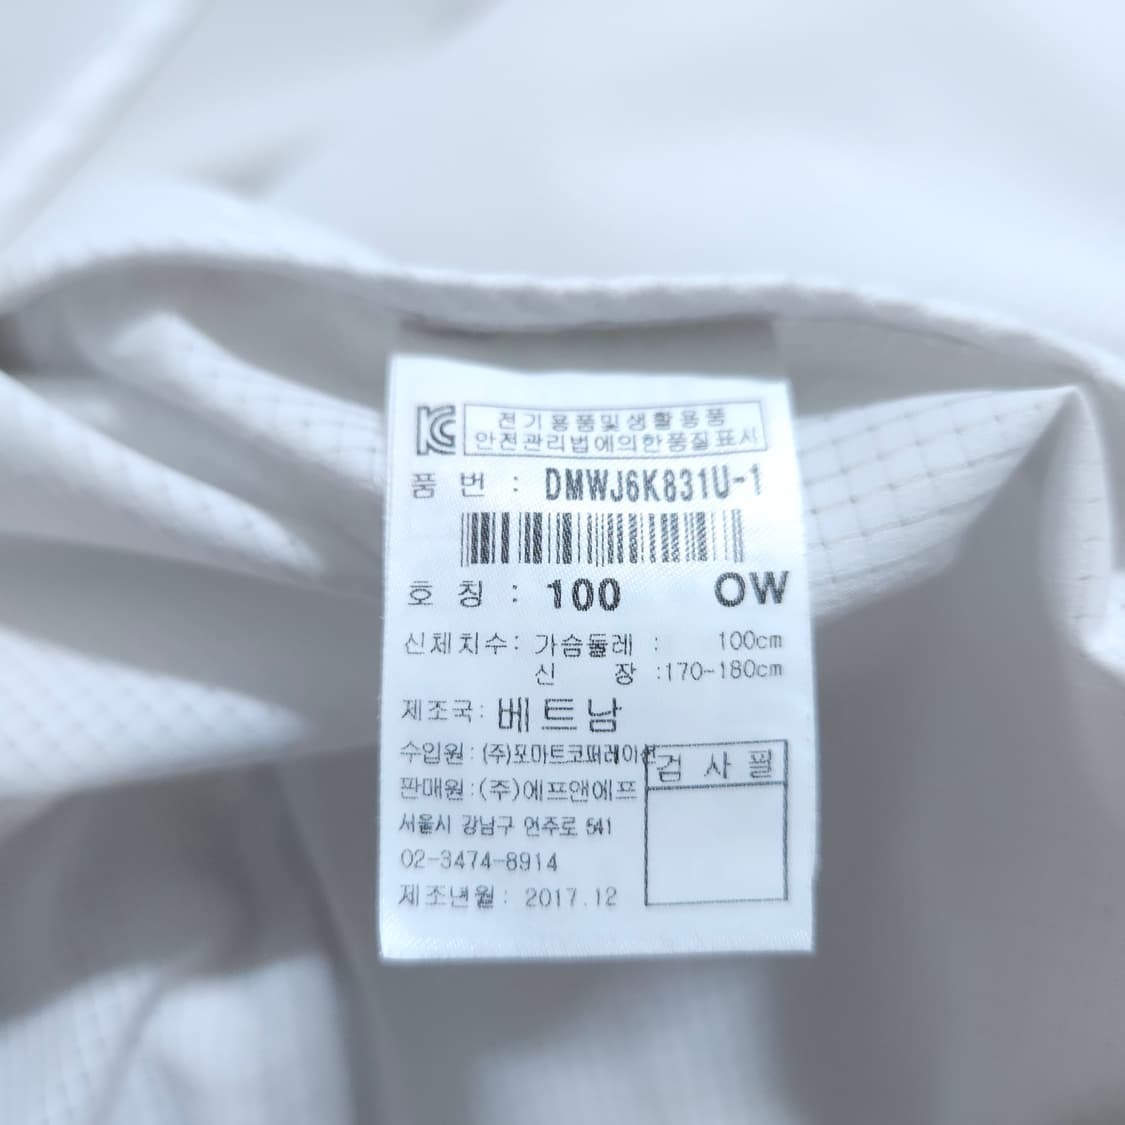 KC 전기용품및생활용품
안전관리법에의한품질표시
품 번 : DMWJ6K831U-1
호 칭 : 100 OW
신체치수: 가슴둘레 : 100cm
신 장 :170-180cm
제조국: 베트남
수입원: (주)포마트코퍼레이션
검 사 필
판매원:(주)에프앤에프
서울시 강남구 언주로 541
02-3474-8914
제조년월: 2017.12